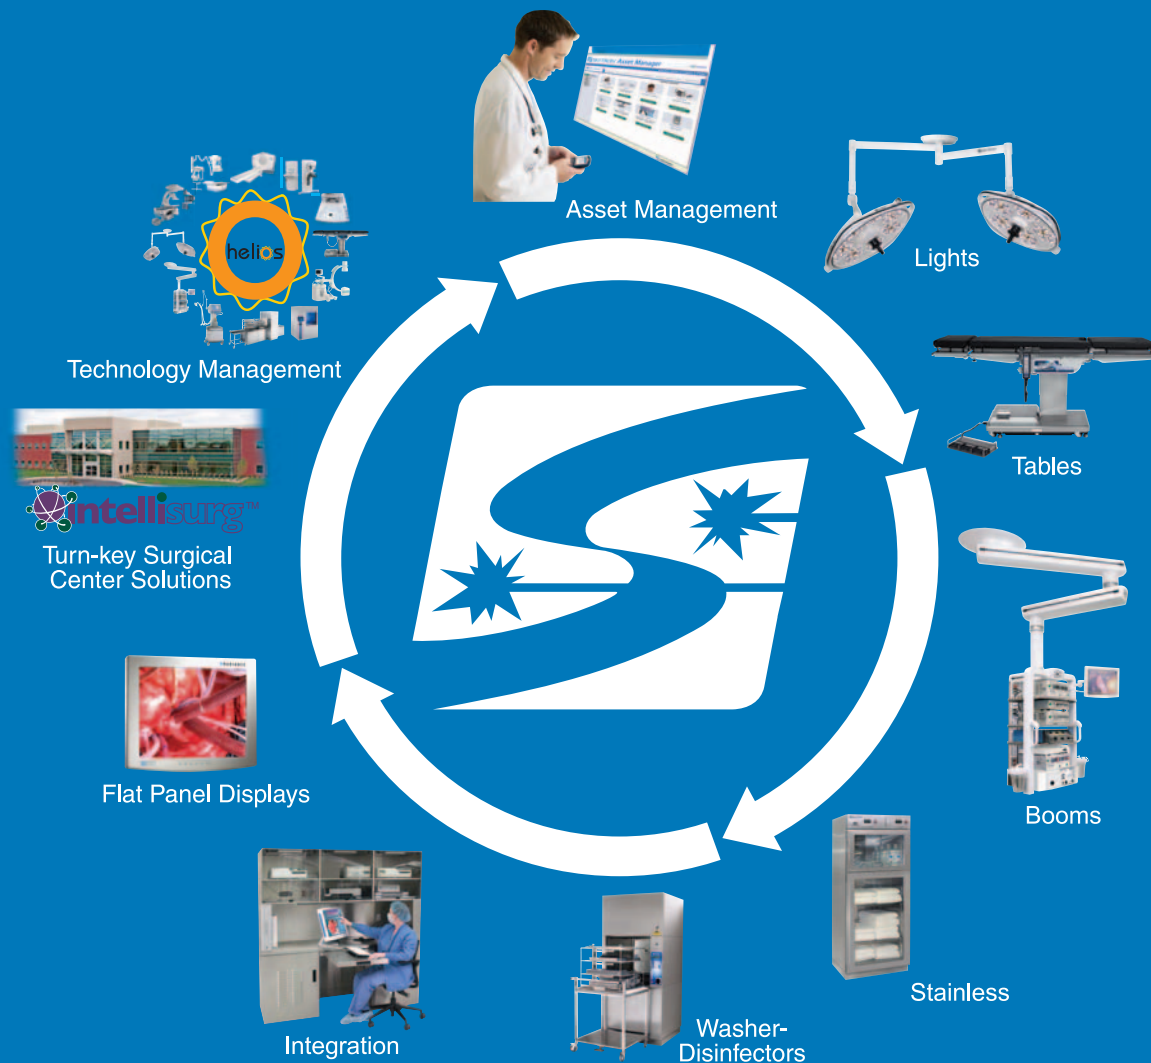 Asset Manager
Asset Management
Lights
helios
Technology Management
Tables
intellisurg™
Turn-key Surgical
Center Solutions
Flat Panel Displays
Booms
Stainless
Integration
Washer-
Disinfectors